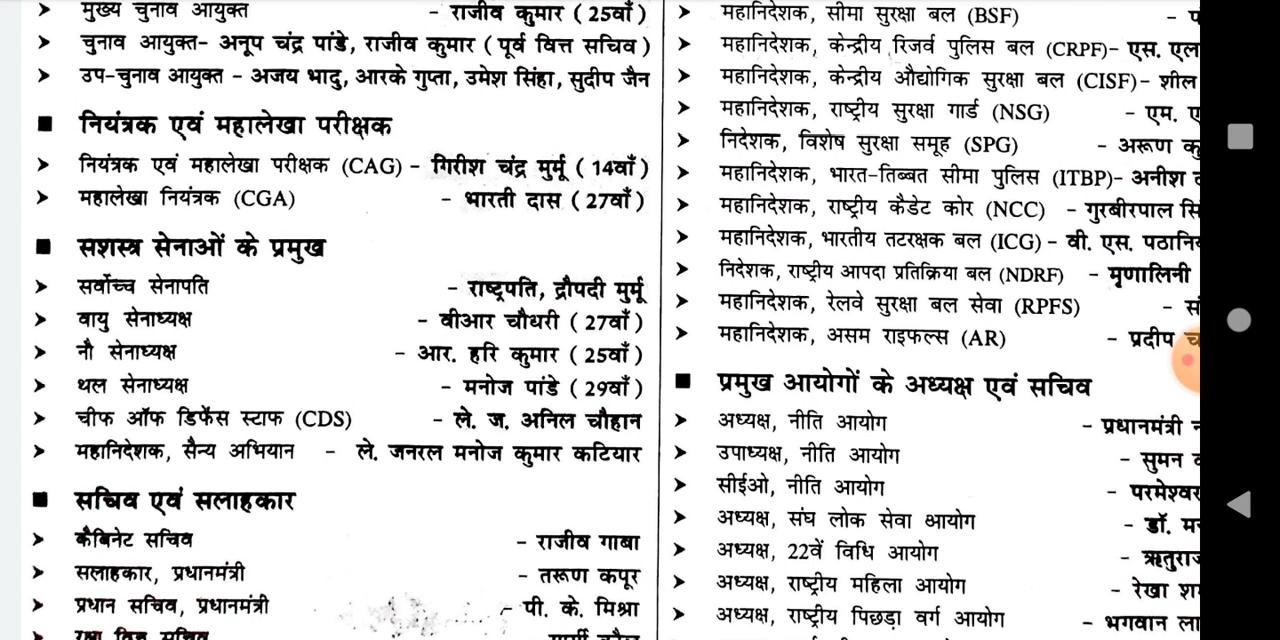 मुख्य चुनाव आयुक्त - राजीव कुमार (25वाँ)
➤ चुनाव आयुक्त- अनूप चंद्र पांडे, राजीव कुमार (पूर्व वित्त सचिव)
➤ उप-चुनाव आयुक्त - अजय भादु, आरके गुप्ता, उमेश सिंहा, सुदीप जैन
■ नियंत्रक एवं महालेखा परीक्षक
➤ नियंत्रक एवं महालेखा परीक्षक (CAG) - गिरीश चंद्र मुर्मू (14वाँ)
➤ महालेखा नियंत्रक (CGA) - भारती दास (27वाँ)
■ सशस्त्र सेनाओं के प्रमुख
➤ सर्वोच्च सेनापति - राष्ट्रपति, द्रौपदी मुर्मू
➤ वायु सेनाध्यक्ष - वीआर चौधरी (27वाँ)
➤ नौ सेनाध्यक्ष - आर. हरि कुमार (25वाँ)
➤ थल सेनाध्यक्ष - मनोज पांडे (29वाँ)
➤ चीफ ऑफ डिफेंस स्टाफ (CDS) - ले. ज. अनिल चौहान
➤ महानिदेशक, सैन्य अभियान - ले. जनरल मनोज कुमार कटियार
■ सचिव एवं सलाहकार
➤ कैबिनेट सचिव - राजीव गाबा
➤ सलाहकार, प्रधानमंत्री - तरूण कपूर
➤ प्रधान सचिव, प्रधानमंत्री - पी. के. मिश्रा
➤ महानिदेशक, सीमा सुरक्षा बल (BSF) -
➤ महानिदेशक, केन्द्रीय रिजर्व पुलिस बल (CRPF)- एस. एल
➤ महानिदेशक, केन्द्रीय औद्योगिक सुरक्षा बल (CISF)- शील
➤ महानिदेशक, राष्ट्रीय सुरक्षा गार्ड (NSG) - एम. ए
➤ निदेशक, विशेष सुरक्षा समूह (SPG) - अरूण कु
➤ महानिदेशक, भारत-तिब्बत सीमा पुलिस (ITBP)- अनीश
➤ महानिदेशक, राष्ट्रीय कैडेट कोर (NCC) - गुरबीरपाल सि
➤ महानिदेशक, भारतीय तटरक्षक बल (ICG) - वी. एस. पठानि
➤ निदेशक, राष्ट्रीय आपदा प्रतिक्रिया बल (NDRF) - मृणालिनी
➤ महानिदेशक, रेलवे सुरक्षा बल सेवा (RPFS) - सं
➤ महानिदेशक, असम राइफल्स (AR) - प्रदीप
■ प्रमुख आयोगों के अध्यक्ष एवं सचिव
➤ अध्यक्ष, नीति आयोग - प्रधानमंत्री न
➤ उपाध्यक्ष, नीति आयोग - सुमन
➤ सीईओ, नीति आयोग - परमेश्वर
➤ अध्यक्ष, संघ लोक सेवा आयोग - डॉ. म
➤ अध्यक्ष, 22वें विधि आयोग - ऋतुराज
➤ अध्यक्ष, राष्ट्रीय महिला आयोग - रेखा श
➤ अध्यक्ष, राष्ट्रीय पिछड़ा वर्ग आयोग - भगवान ला